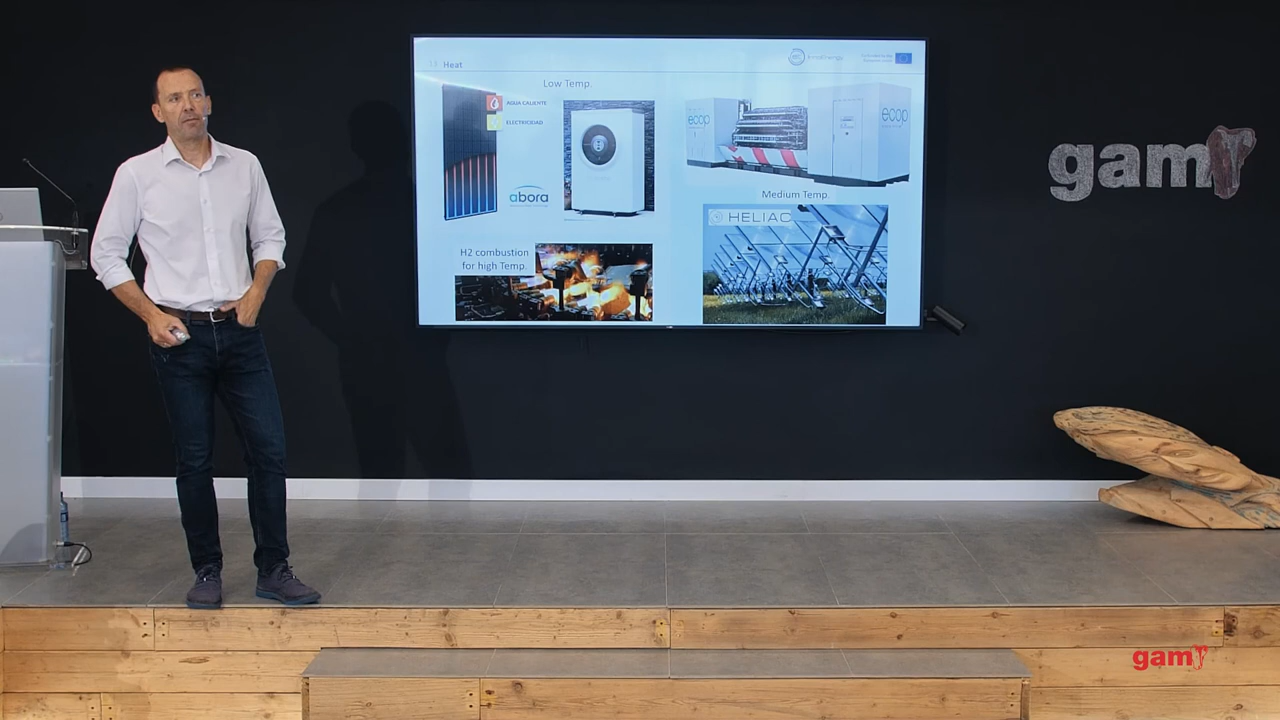 Heat
InnoEnergy
Low Temp.
AGUA CALIENTE
ELECTRICIDAD
abora
ecop
ecop
Medium Temp.
HELIAC
H2 combustion
for high Temp.
gam
gam